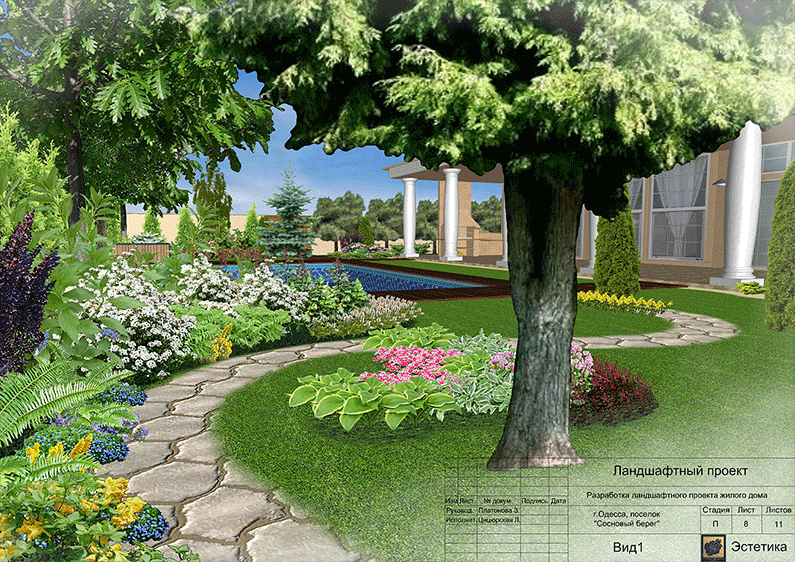 Ландшафтный проект
Разработка ландшафтного проекта жилого дома
Изм Лист № докум. Подпись Дата
Руковод. Платонова З.
Исполнит. Цицюрская Л.
г.Одесса, поселок
"Сосновый берег"
Стадия Лист Листов
П 8 11
Вид1
Эстетика